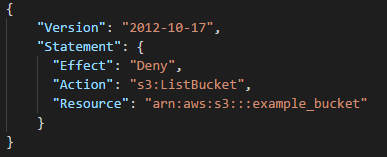 {
"Version": "2012-10-17",
"Statement": {
"Effect": "Deny",
"Action": "s3:ListBucket",
"Resource": "arn:aws:s3:::example_bucket"
}
}